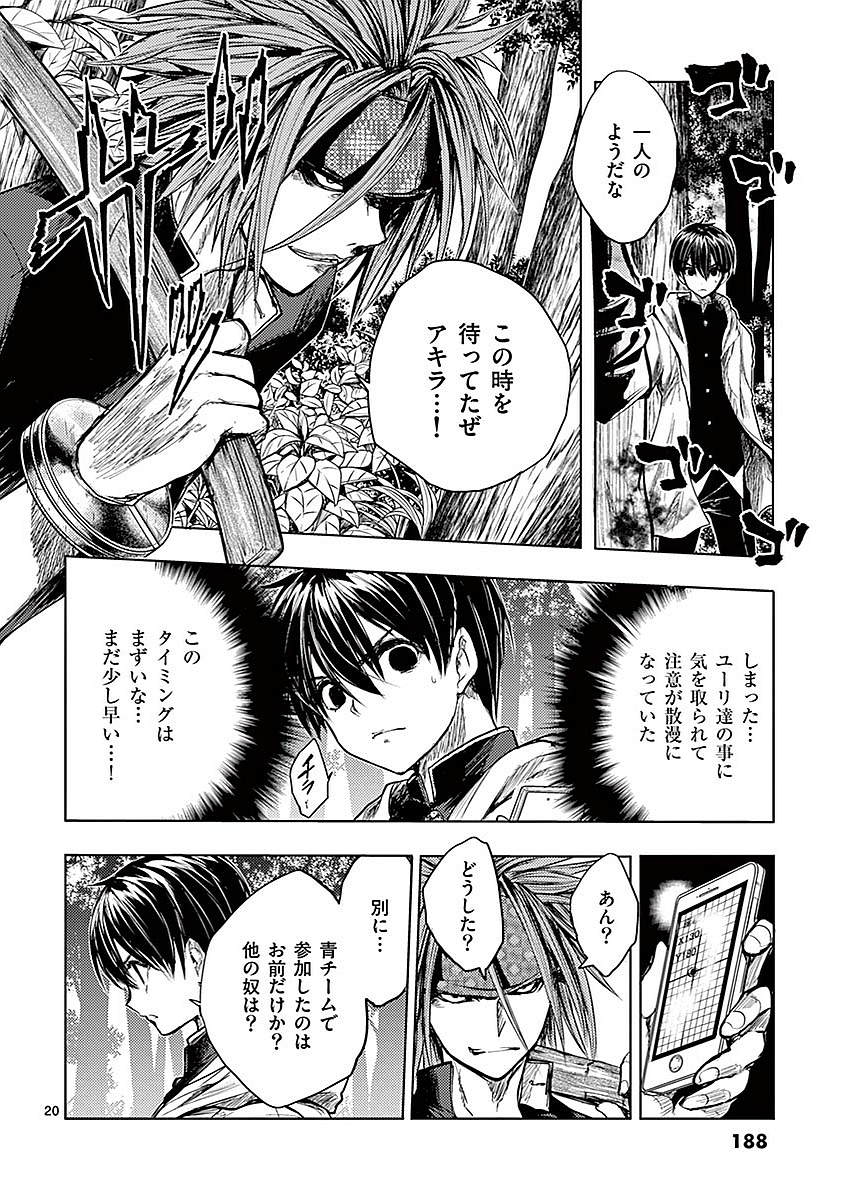 一人の
ようだな
ゴ
ゴ
ゴ
ゴ
この時を
待ってたぜ
アキラ…！
しまった…
ユーリ達の事に
気を取られて
注意が散漫に
なっていた
チラ
この
タイミングは
まずいな…
まだ少し早い…！
X130
Y180
あん？
どうした？
別に…
青チームで
参加したのは
お前だけか？
他の奴は？
20
188